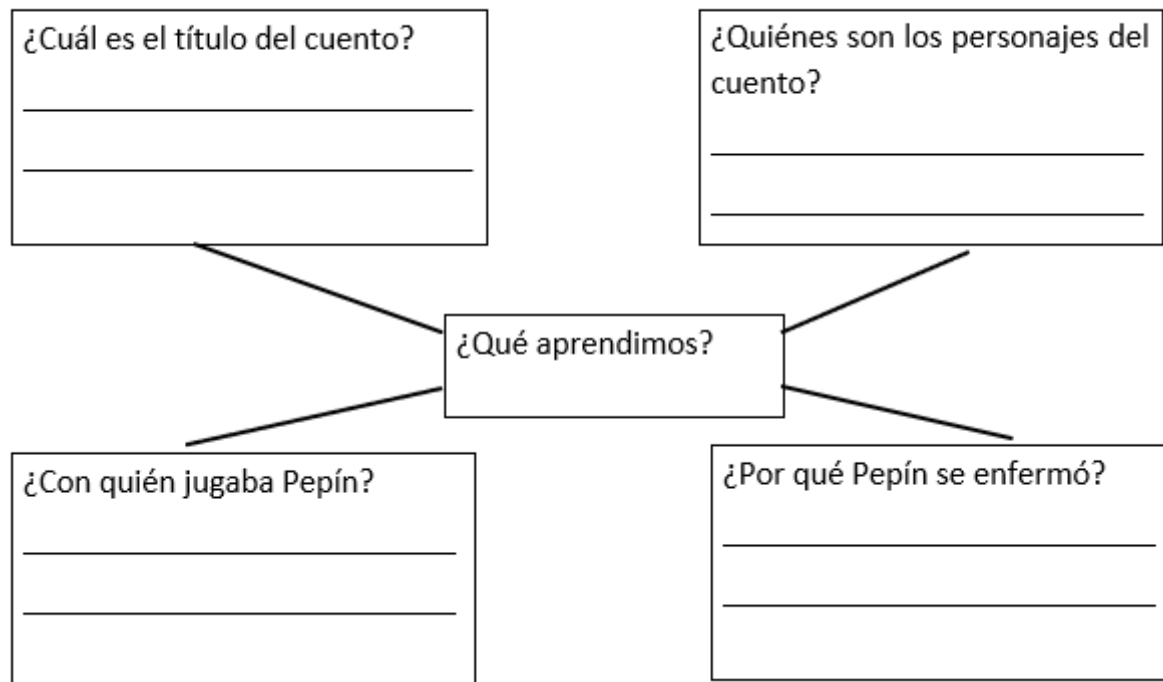 ¿Cuál es el título del cuento?
¿Quiénes son los personajes del
cuento?
¿Qué aprendimos?
¿Con quién jugaba Pepín?
¿Por qué Pepín se enfermó?